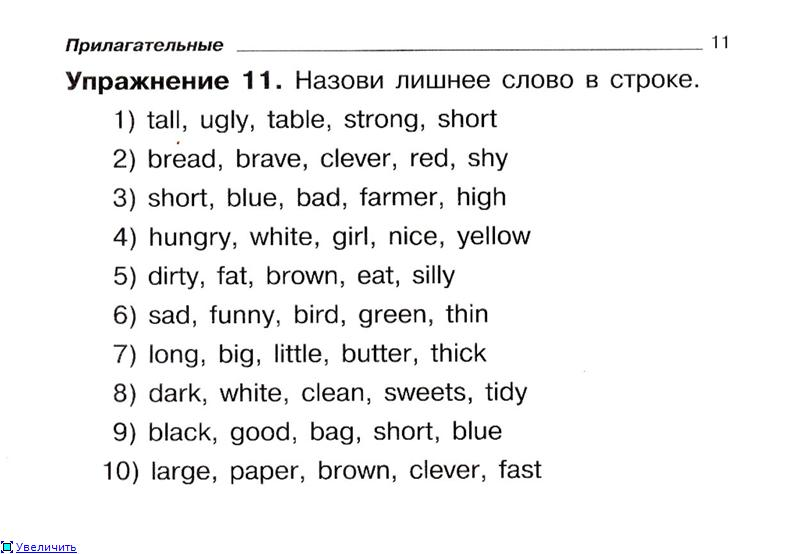 Прилагательные 11
Упражнение 11. Назови лишнее слово в строке.
1) tall, ugly, table, strong, short
2) bread, brave, clever, red, shy
3) short, blue, bad, farmer, high
4) hungry, white, girl, nice, yellow
5) dirty, fat, brown, eat, silly
6) sad, funny, bird, green, thin
7) long, big, little, butter, thick
8) dark, white, clean, sweets, tidy
9) black, good, bag, short, blue
10) large, paper, brown, clever, fast
Увеличить